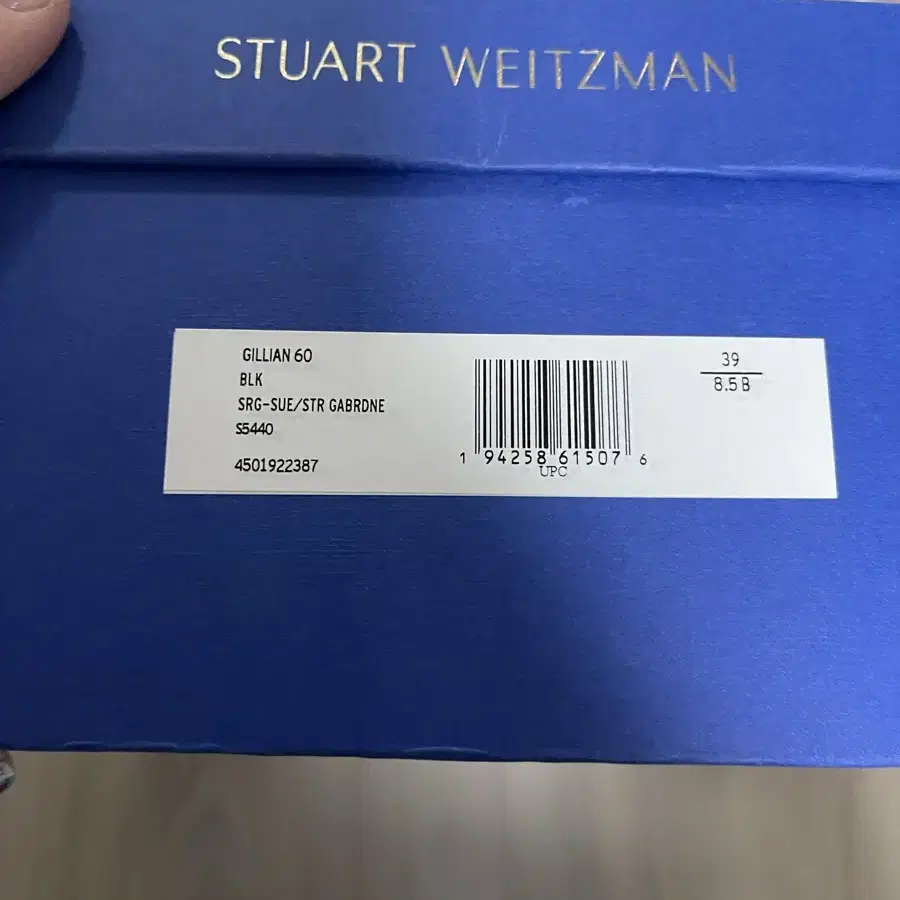 STUART WEITZMAN
GILLIAN 60
BLK
SRG-SUE/STR GABRDNE
S5440
4501922387
1 94258 61507 6
UPC
39
8.5 B